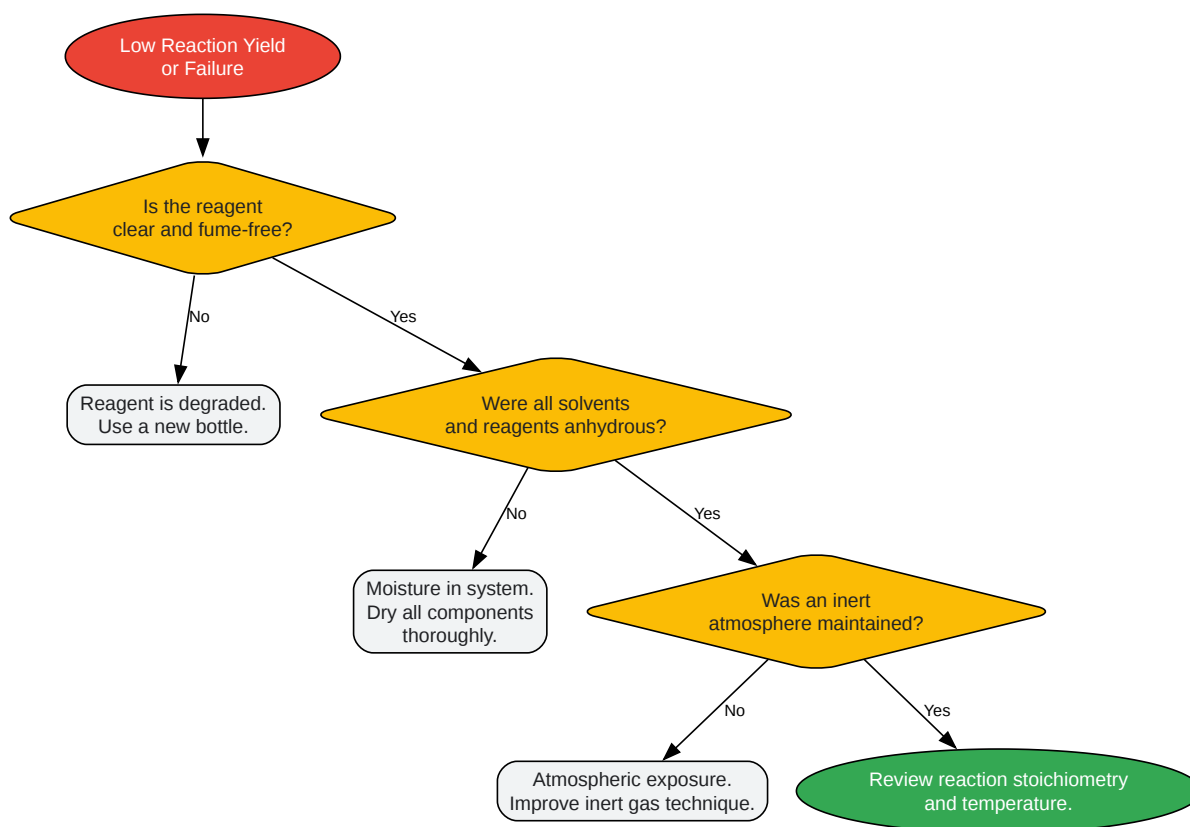 Low Reaction Yield
or Failure
Is the reagent
clear and fume-free?
No
Yes
Reagent is degraded.
Use a new bottle.
Were all solvents
and reagents anhydrous?
No
Yes
Moisture in system.
Dry all components
thoroughly.
Was an inert
atmosphere maintained?
No
Yes
Atmospheric exposure.
Improve inert gas technique.
Review reaction stoichiometry
and temperature.